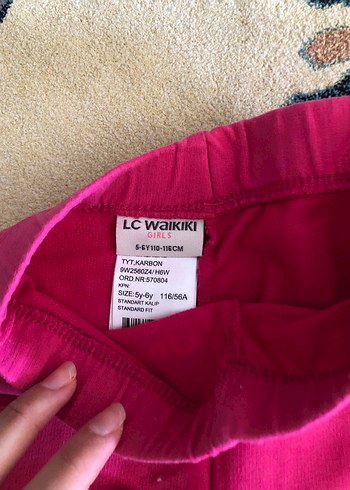 LC WAIKIKI
GIRLS
5-6Y 110-116CM
TYT,KARBON
9W2560Z4/H6W
ORD.NR:570804
KPN:
SIZE: 5y-6y 116/56A
STANDART KALIP
STANDARD FIT